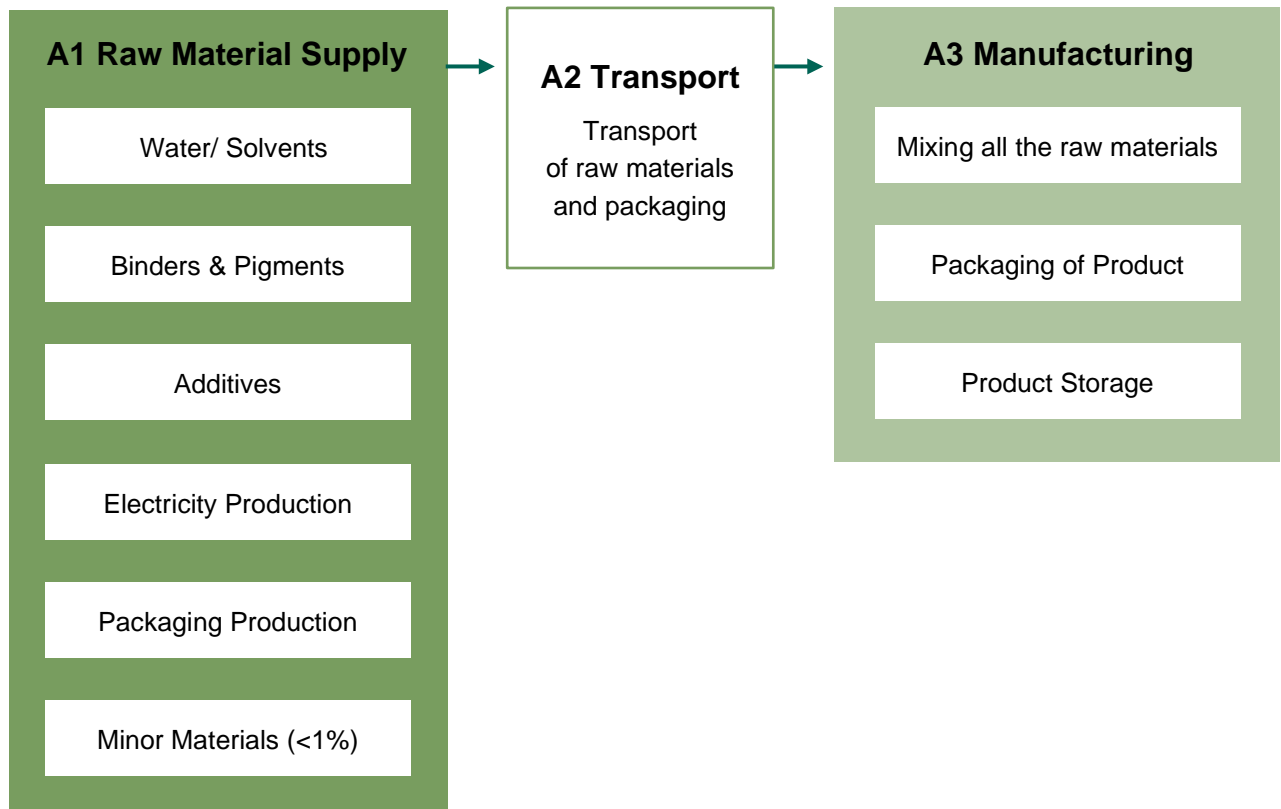 A1 Raw Material Supply
Water/ Solvents
Binders & Pigments
Additives
Electricity Production
Packaging Production
Minor Materials (<1%)
A2 Transport
Transport
of raw materials
and packaging
A3 Manufacturing
Mixing all the raw materials
Packaging of Product
Product Storage